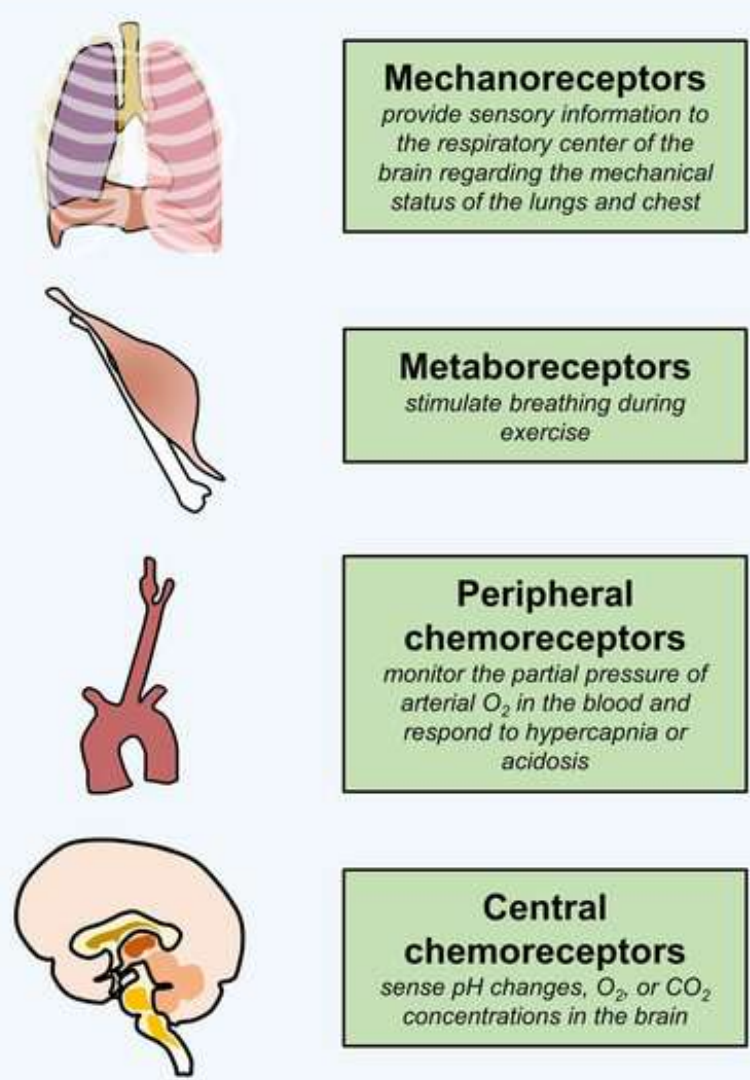 Mechanoreceptors
provide sensory information to
the respiratory center of the
brain regarding the mechanical
status of the lungs and chest
Metaboreceptors
stimulate breathing during
exercise
Peripheral
chemoreceptors
monitor the partial pressure of
arterial O₂ in the blood and
respond to hypercapnia or
acidosis
Central
chemoreceptors
sense pH changes, O₂, or CO₂
concentrations in the brain